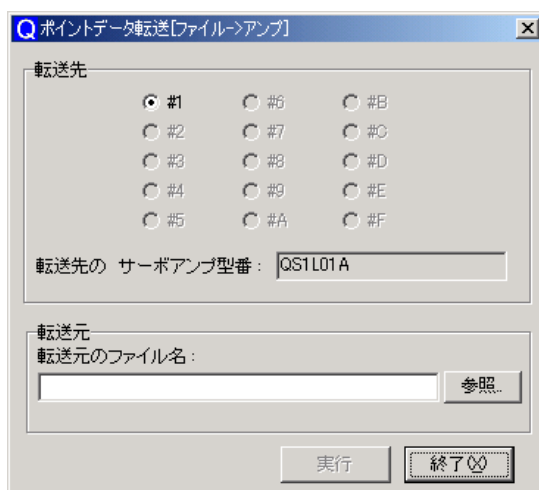 Q ポイントデータ転送[ファイル->アンプ]
転送先
#1 #6 #B
#2 #7 #C
#3 #8 #D
#4 #9 #E
#5 #A #F
転送先の サーボアンプ型番: QS1L01A
転送元
転送元のファイル名:
参照..
実行 終了(X)